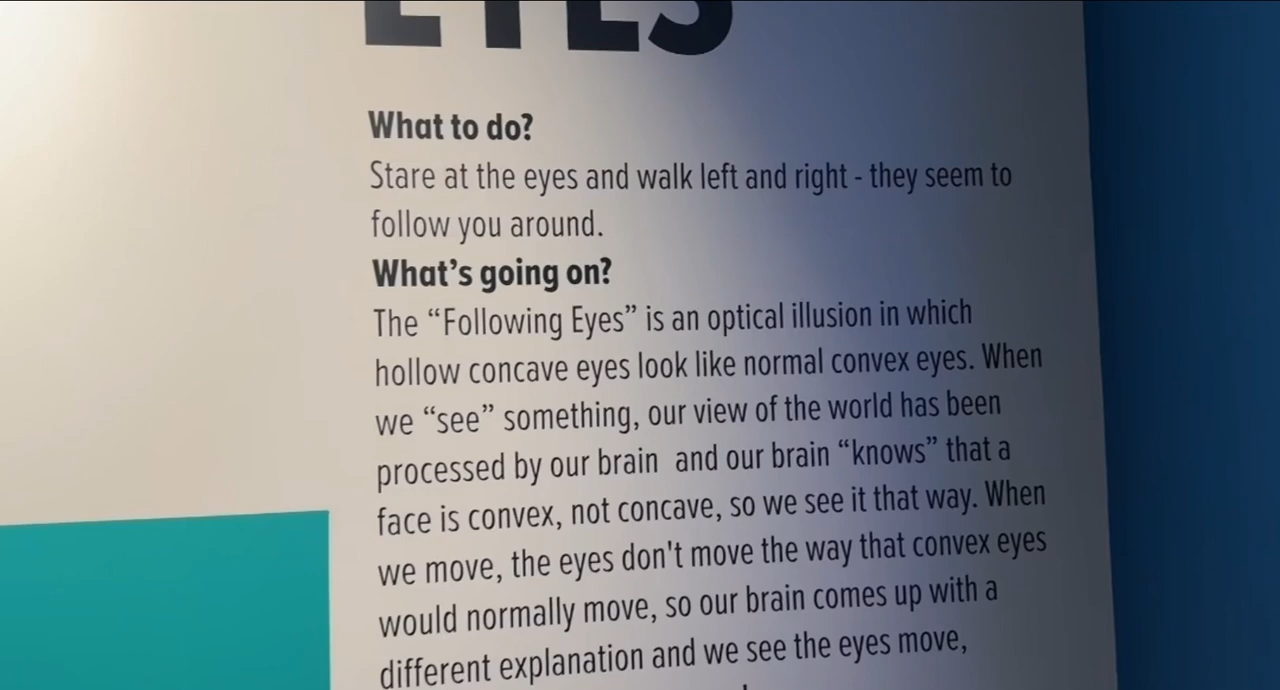 EYES
What to do?
Stare at the eyes and walk left and right - they seem to
follow you around.
What's going on?
The “Following Eyes” is an optical illusion in which
hollow concave eyes look like normal convex eyes. When
we “see” something, our view of the world has been
processed by our brain  and our brain “knows” that a
face is convex, not concave, so we see it that way. When
we move, the eyes don't move the way that convex eyes
would normally move, so our brain comes up with a
different explanation and we see the eyes move,